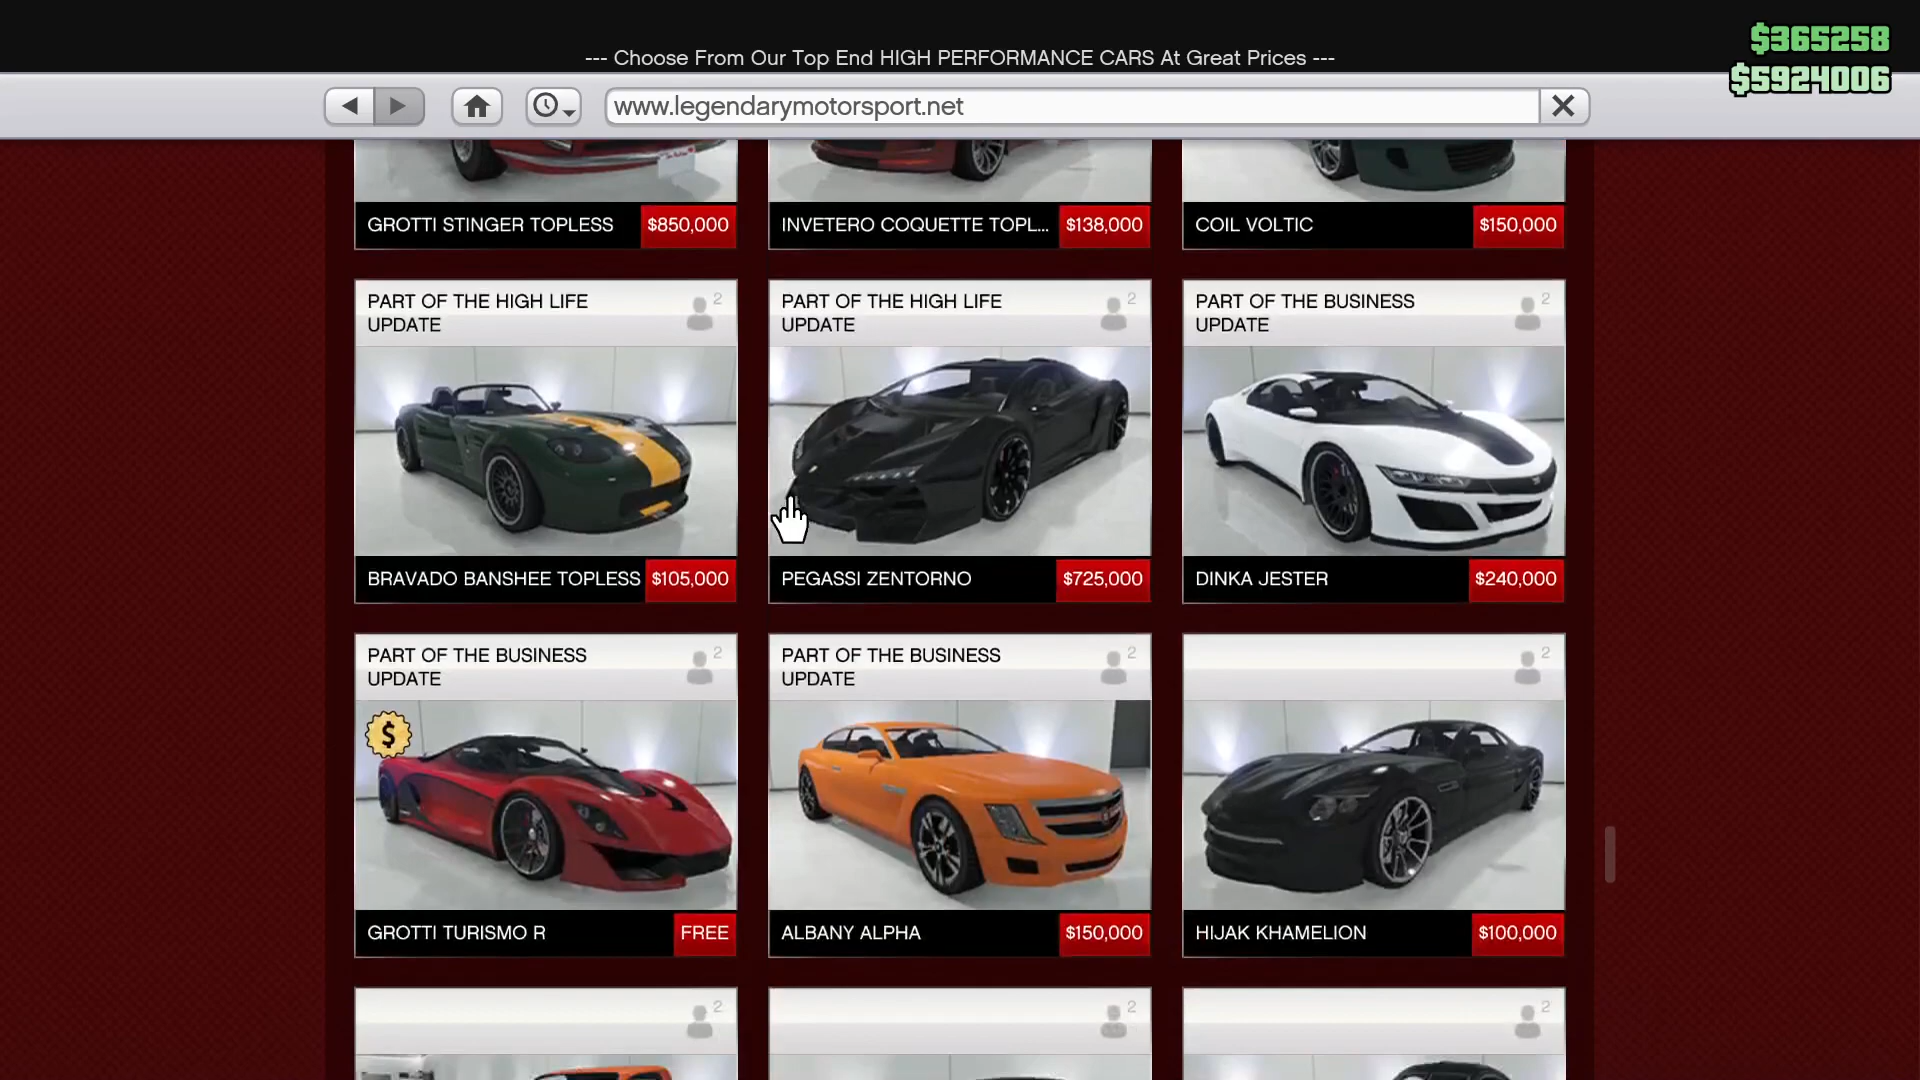 --- Choose From Our Top End HIGH PERFORMANCE CARS At Great Prices ---
$365258
$5924006
www.legendarymotorsport.net
GROTTI STINGER TOPLESS $850,000
INVETERO COQUETTE TOPL... $138,000
COIL VOLTIC $150,000
PART OF THE HIGH LIFE
UPDATE
2
BRAVADO BANSHEE TOPLESS $105,000
PART OF THE HIGH LIFE
UPDATE
2
PEGASSI ZENTORNO $725,000
PART OF THE BUSINESS
UPDATE
2
DINKA JESTER $240,000
PART OF THE BUSINESS
UPDATE
2
$
GROTTI TURISMO R FREE
PART OF THE BUSINESS
UPDATE
2
ALBANY ALPHA $150,000
2
HIJAK KHAMELION $100,000
2
2
2